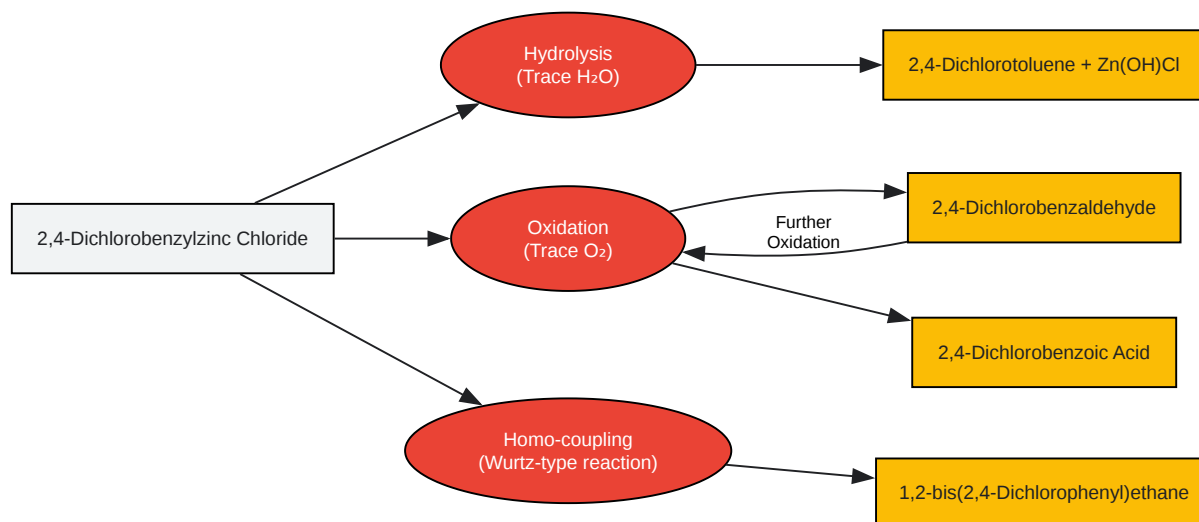 Hydrolysis
(Trace H₂O)
2,4-Dichlorotoluene + Zn(OH)Cl
2,4-Dichlorobenzylzinc Chloride
Oxidation
(Trace O₂)
Further
Oxidation
2,4-Dichlorobenzaldehyde
2,4-Dichlorobenzoic Acid
Homo-coupling
(Wurtz-type reaction)
1,2-bis(2,4-Dichlorophenyl)ethane